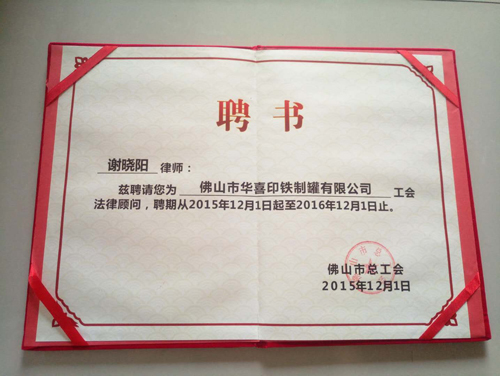 聘书
谢晓阳 律师：
兹聘请您为 佛山市华喜印铁制罐有限公司 工会
法律顾问，聘期从2015年12月1日起至2016年12月1日止。
佛山市总工会
2015年12月1日